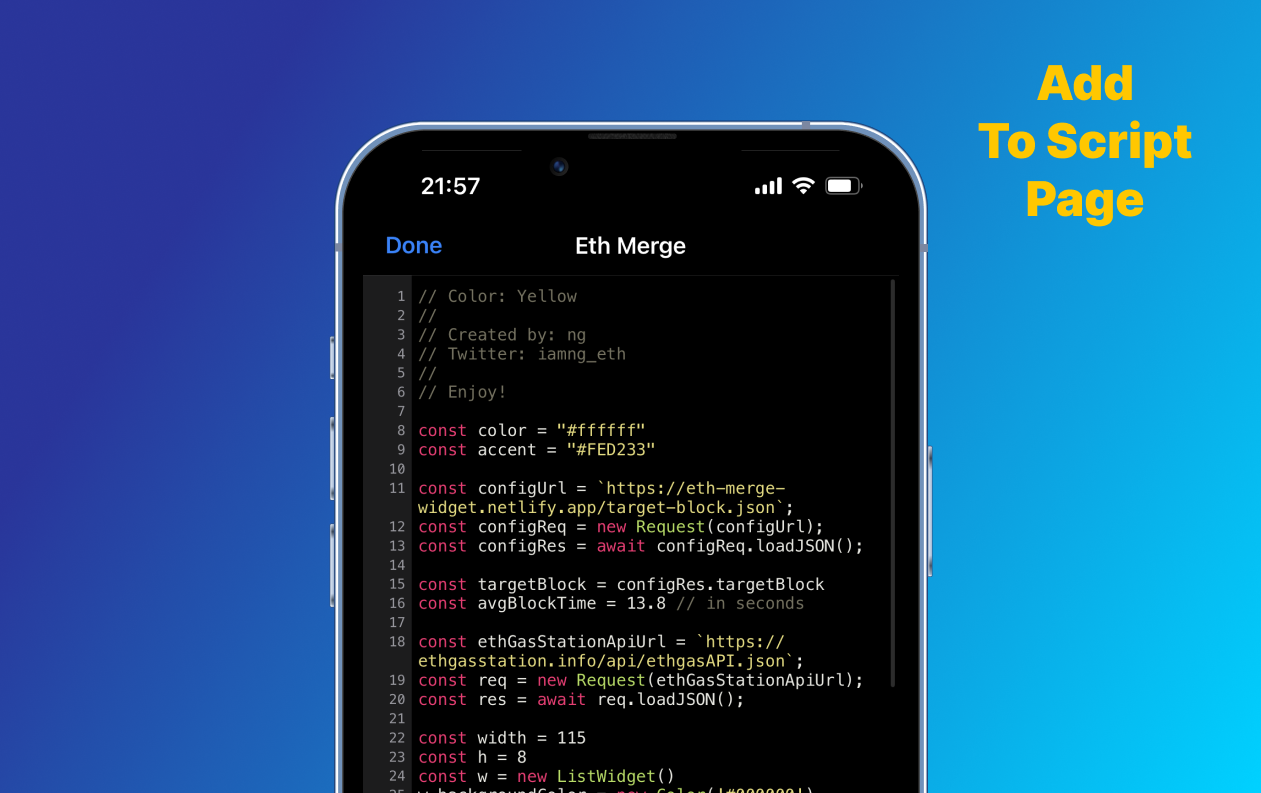 Add
To Script
Page
21:57
Done
Eth Merge
1 // Color: Yellow
2 //
3 // Created by: ng
4 // Twitter: iamng_eth
5 //
6 // Enjoy!
7
8 const color = "#ffffff"
9 const accent = "#FED233"
10
11 const configUrl = `https://eth-merge-
widget.netlify.app/target-block.json`;
12 const configReq = new Request(configUrl);
13 const configRes = await configReq.loadJSON();
14
15 const targetBlock = configRes.targetBlock
16 const avgBlockTime = 13.8 // in seconds
17
18 const ethGasStationApiUrl = `https://
ethgasstation.info/api/ethgasAPI.json`;
19 const req = new Request(ethGasStationApiUrl);
20 const res = await req.loadJSON();
21
22 const width = 115
23 const h = 8
24 const w = new ListWidget()
25 w.backgroundColor = new Color('#000000')